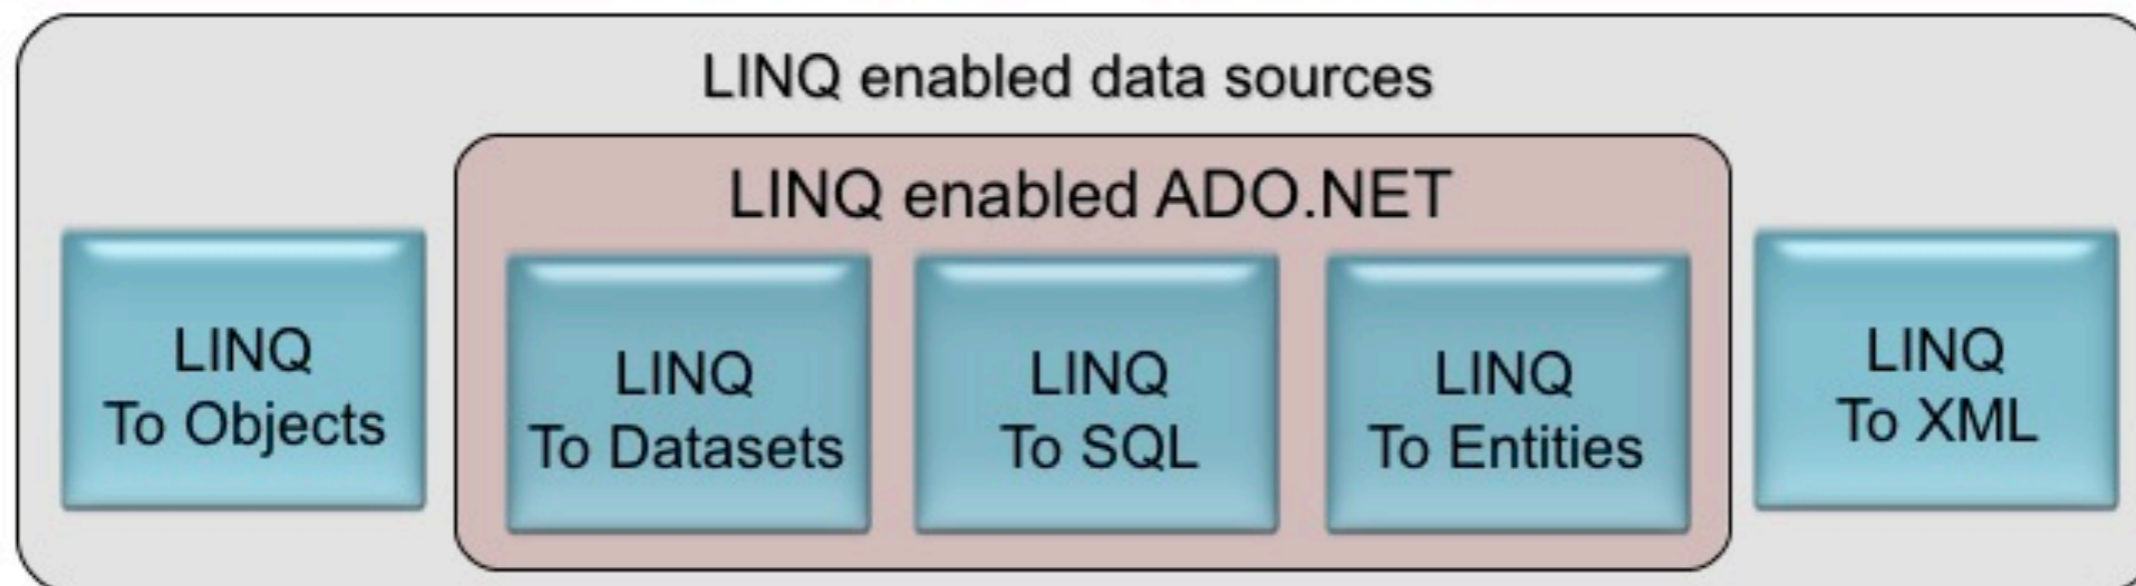 LINQ enabled data sources
LINQ enabled ADO.NET
LINQ
To Objects
LINQ
To Datasets
LINQ
To SQL
LINQ
To Entities
LINQ
To XML